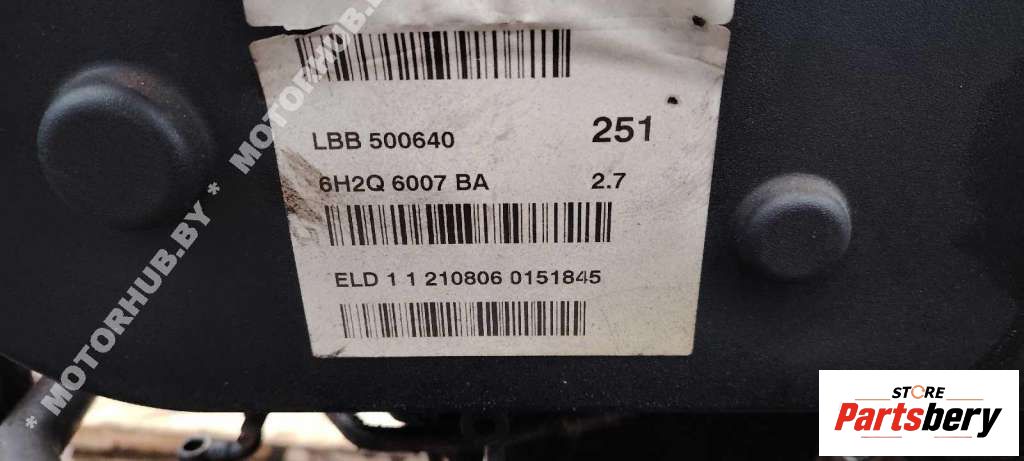 LBB 500640 251
6H2Q 6007 BA 2.7
ELD 1 1 210806 0151845
* MOTORHUB.BY * MOTORHUB.BY
STORE
Partsbery